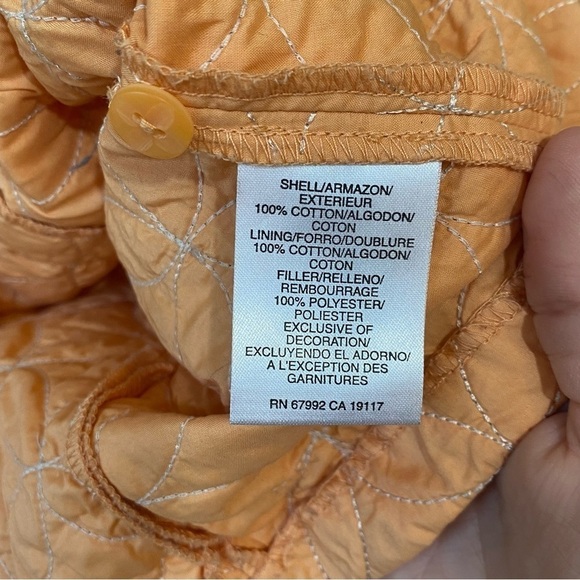 SHELL/ARMAZON/
EXTERIEUR
100% COTTON/ALGODON/
COTON
LINING/FORRO/DOUBLURE
100% COTTON/ALGODON/
COTON
FILLER/RELLENO/
REMBOURRAGE
100% POLYESTER/
POLIESTER
EXCLUSIVE OF
DECORATION/
EXCLUYENDO EL ADORNO/
A L'EXCEPTION DES
GARNITURES
RN 67992 CA 19117